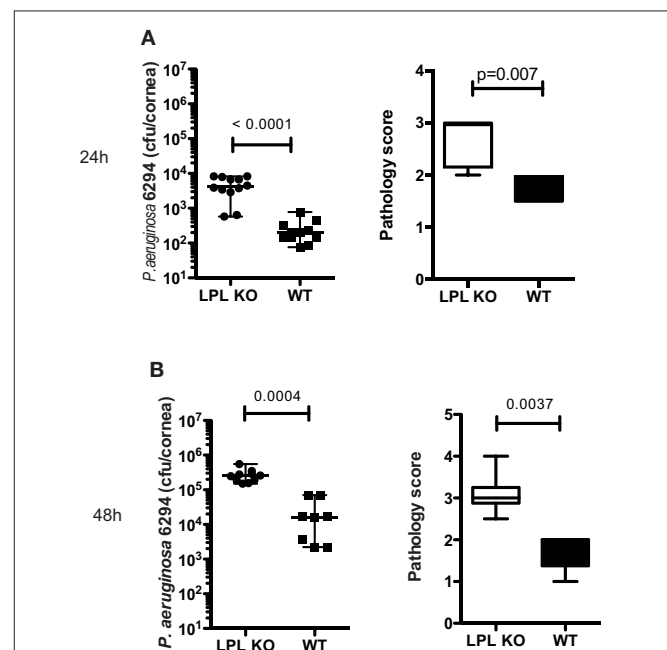 A
24h
P.aeruginosa 6294 (cfu/cornea)
10^7
10^6
10^5
10^4
10^3
10^2
10^1
< 0.0001
LPL KO WT
Pathology score
4
3
2
1
0
p=0.007
LPL KO WT
B
48h
P. aeruginosa 6294 (cfu/cornea)
10^7
10^6
10^5
10^4
10^3
10^2
10^1
0.0004
LPL KO WT
Pathology score
5
4
3
2
1
0
0.0037
LPL KO WT